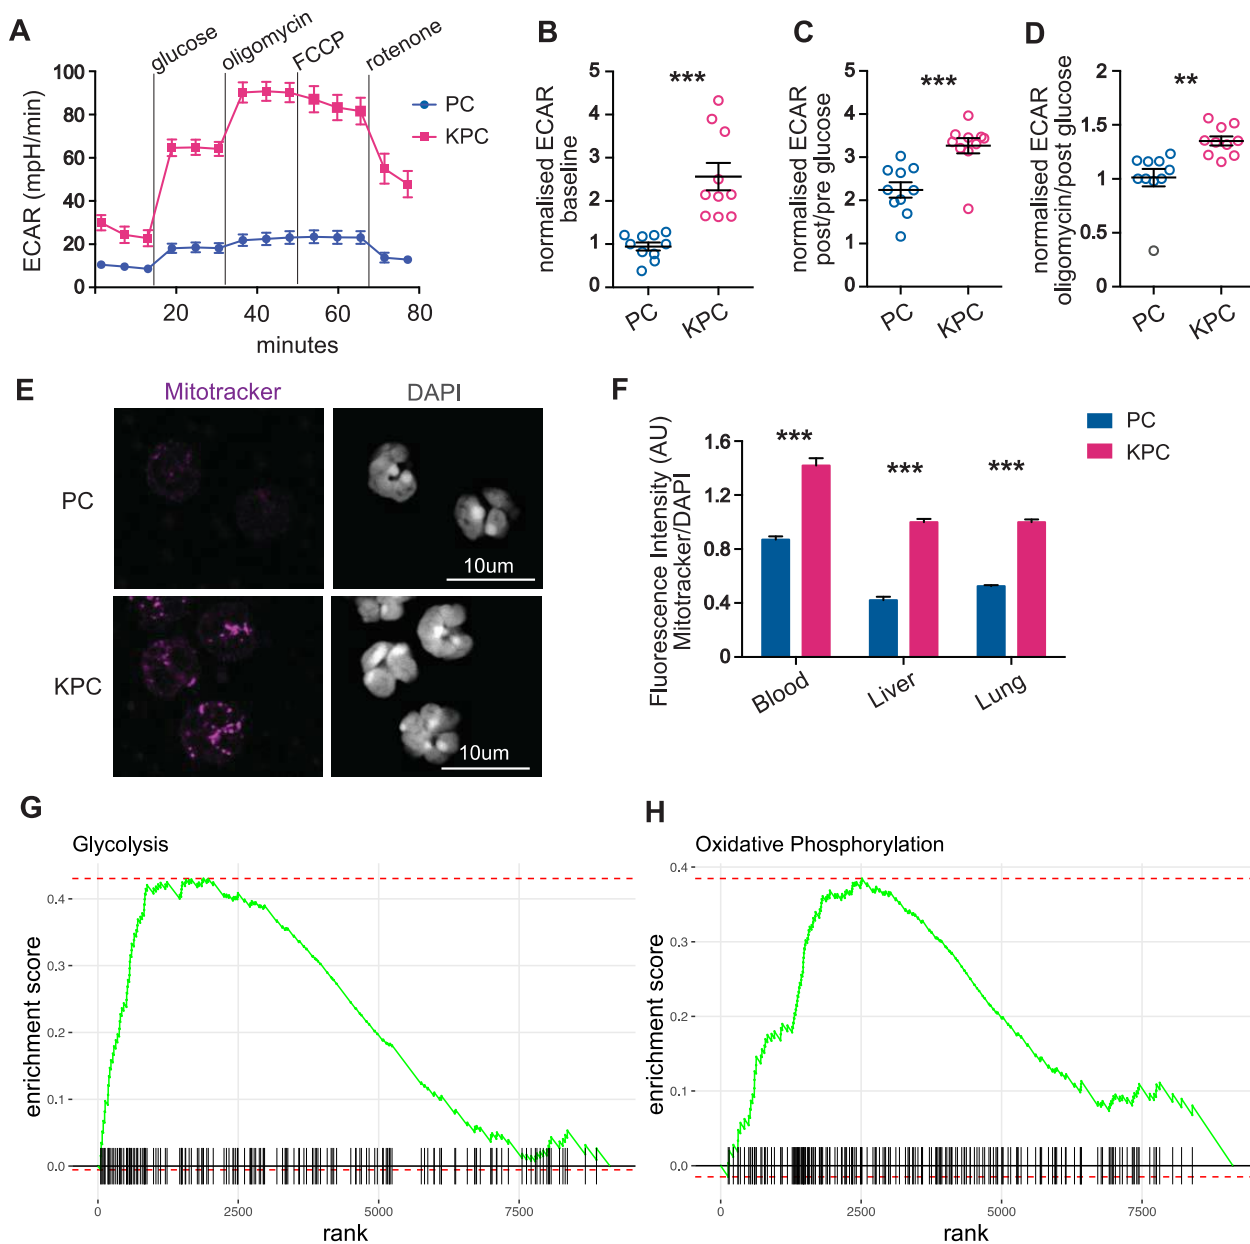 A
glucose
oligomycin
FCCP
rotenone
ECAR (mpH/min)
100
80
60
40
20
0
20
40
60
80
minutes
PC
KPC
B
***
normalised ECAR
baseline
5
4
3
2
1
0
PC
KPC
C
***
normalised ECAR
post/pre glucose
5
4
3
2
1
0
PC
KPC
D
**
normalised ECAR
oligomycin/post glucose
2
1.5
1
0.5
0
PC
KPC
E
Mitotracker
DAPI
PC
10um
KPC
10um
F
PC
KPC
Fluorescence Intensity (AU)
Mitotracker/DAPI
1.6
1.2
0.8
0.4
0
***
***
***
Blood
Liver
Lung
G
Glycolysis
enrichment score
0.4
0.3
0.2
0.1
0.0
0
2500
5000
7500
rank
H
Oxidative Phosphorylation
enrichment score
0.4
0.3
0.2
0.1
0.0
0
2500
5000
7500
rank